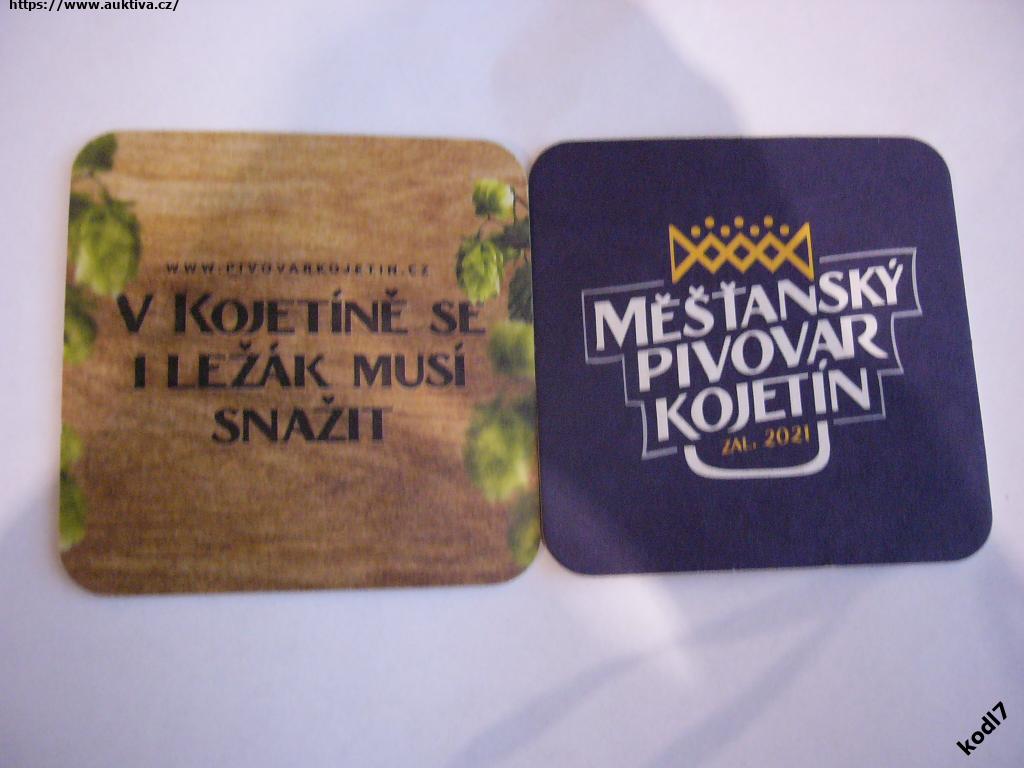 https://www.auktiva.cz/
WWW.PIVOVARKOJETIN.CZ
V KOJETÍNĚ SE
I LEŽÁK MUSÍ
SNAŽIT
MĚŠŤANSKÝ
PIVOVAR
KOJETÍN
ZAL. 2021
kodl7